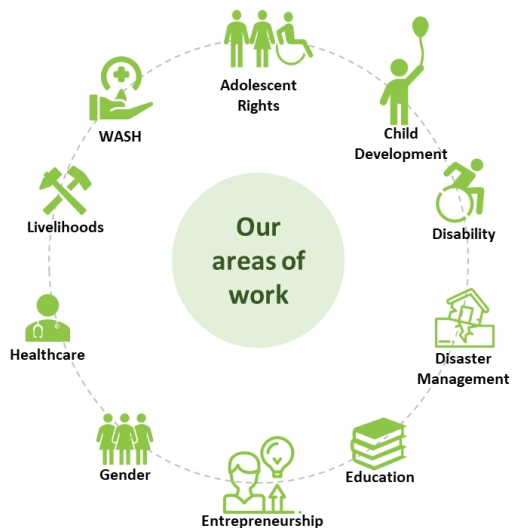 Our
areas of
work
Adolescent
Rights
Child
Development
Disability
Disaster
Management
Education
Entrepreneurship
Gender
Healthcare
Livelihoods
WASH